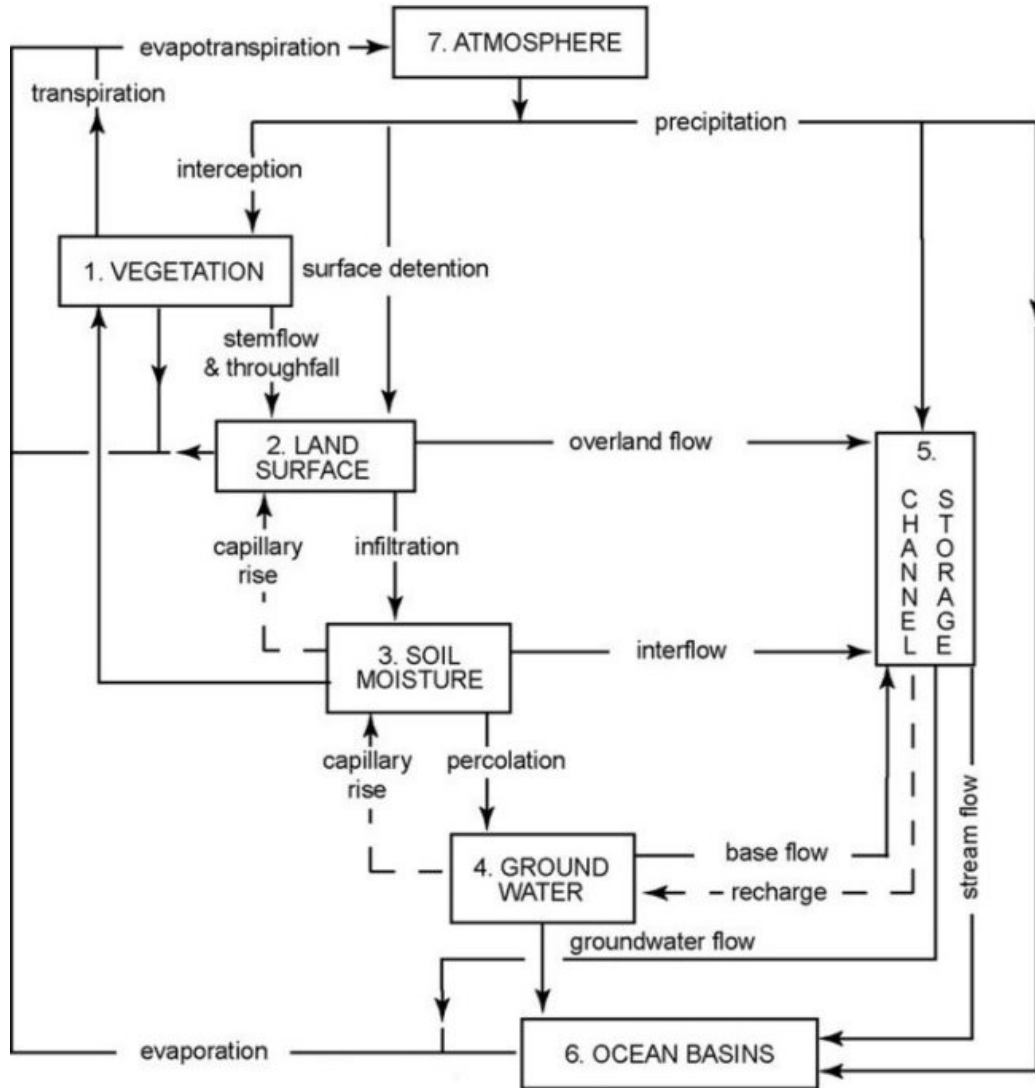 7. ATMOSPHERE
evapotranspiration
transpiration
precipitation
interception
1. VEGETATION
surface detention
stemflow
& throughfall
2. LAND
SURFACE
overland flow
5.
CHANNEL
STORAGE
capillary
rise
infiltration
3. SOIL
MOISTURE
interflow
capillary
rise
percolation
4. GROUND
WATER
base flow
recharge
stream flow
groundwater flow
evaporation
6. OCEAN BASINS